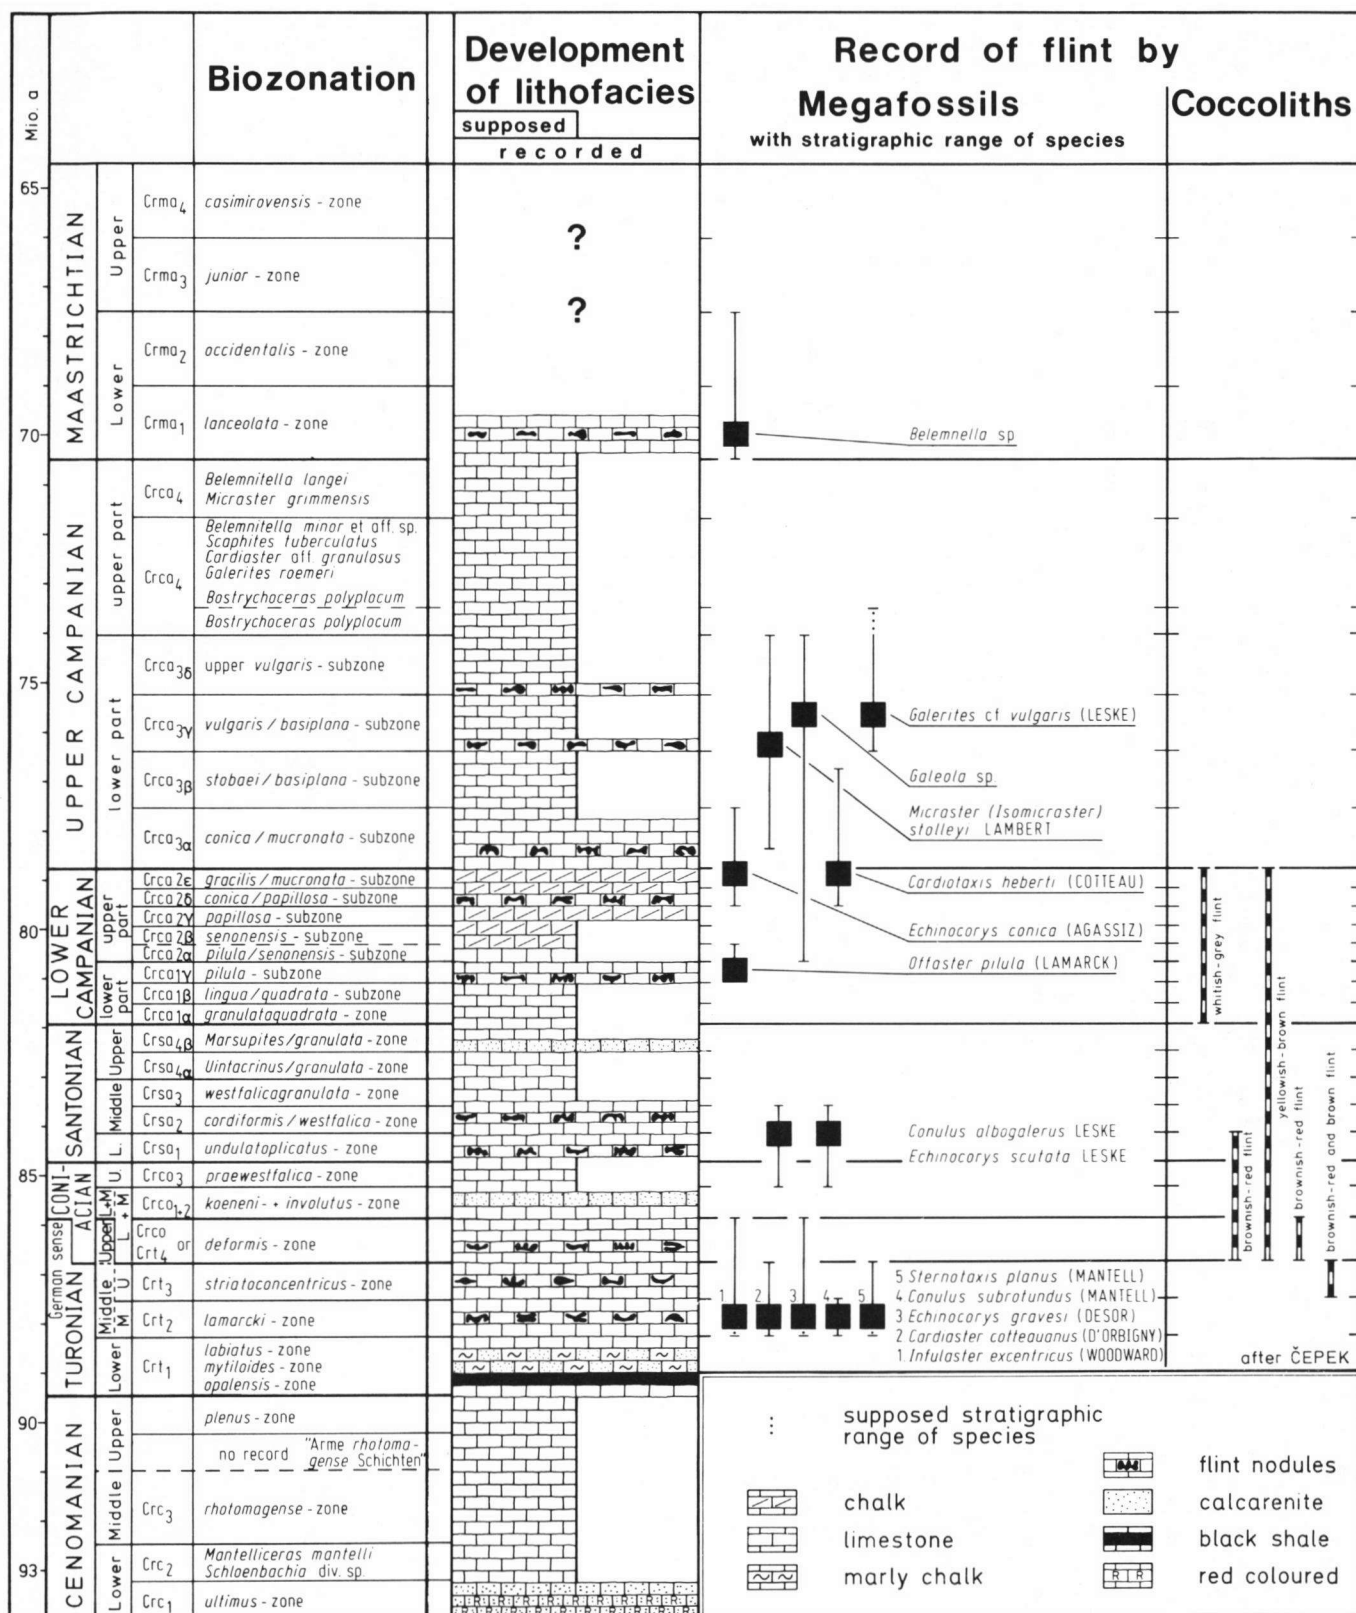 Mio. a
Biozonation
Development
of lithofacies
supposed
recorded
Record of flint by
Megafossils
with stratigraphic range of species
Coccoliths
65
70
75
80
85
90
93
MAASTRICHTIAN
Upper
Lower
Crma4 casimirovensis - zone
Crma3 junior - zone
Crma2 occidentalis - zone
Crma1 lanceolata - zone
?
?
Belemnella sp
UPPER CAMPANIAN
upper part
lower part
Crca4 Belemnitella langei
Micraster grimmensis
Crca4 Belemnitella minor et aff. sp.
Scaphites tuberculatus
Cardiaster aff. granulosus
Galerites roemeri
Bostrychoceras polyplocum
Bostrychoceras polyplocum
Crca3δ upper vulgaris - subzone
Crca3γ vulgaris / basiplana - subzone
Crca3β stobaei / basiplana - subzone
Crca3α conica / mucronata - subzone
Galerites cf vulgaris (LESKE)
Galeola sp.
Micraster (Isomicraster)
stolleyi LAMBERT
LOWER
CAMPANIAN
upper
part
lower
part
Crca2ε gracilis / mucronata - subzone
Crca2δ conica / papillosa - subzone
Crca2γ papillosa - subzone
Crca2β senonensis - subzone
Crca2α pilula / senonensis - subzone
Crca1γ pilula - subzone
Crca1β lingua / quadrata - subzone
Crca1α granulataquadrata - zone
Cardiotaxis heberti (COTTEAU)
Echinocorys conica (AGASSIZ)
Offaster pilula (LAMARCK)
SANTONIAN
Upper
Middle
L.
Crsa4β Marsupites / granulata - zone
Crsa4α Uintacrinus / granulata - zone
Crsa3 westfalicagranulata - zone
Crsa2 cordiformis / westfalica - zone
Crsa1 undulatoplicatus - zone
Conulus albogalerus LESKE
Echinocorys scutata LESKE
CONI-
ACIAN
U.
L+M
L + M
Crco3 praewestfalica - zone
Crco1+2 koeneni - + involutus - zone
Crco
Crt4 or deformis - zone
German sense
TURONIAN
Upper
Middle
Lower
M U
Crt3 striatoconcentricus - zone
Crt2 lamarcki - zone
Crt1 labiatus - zone
mytiloides - zone
opalensis - zone
1 2 3 4 5
5 Sternotaxis planus (MANTELL)
4 Conulus subrotundus (MANTELL)
3 Echinocorys gravesi (DESOR)
2. Cardiaster cotteauanus (D'ORBIGNY)
1. Infulaster excentricus (WOODWARD)
whitish-grey flint
yellowish-brown flint
brownish-red flint
brownish-red flint
brownish-red and brown flint
after ČEPEK
CENOMANIAN
Upper
Middle
Lower
plenus - zone
no record "Arme rhotoma-
gense Schichten"
Crc3 rhotomagense - zone
Crc2 Mantelliceras mantelli
Schloenbachia div. sp.
Crc1 ultimus - zone
R R R R R R
supposed stratigraphic
range of species
chalk
limestone
marly chalk
flint nodules
calcarenite
black shale
R R red coloured